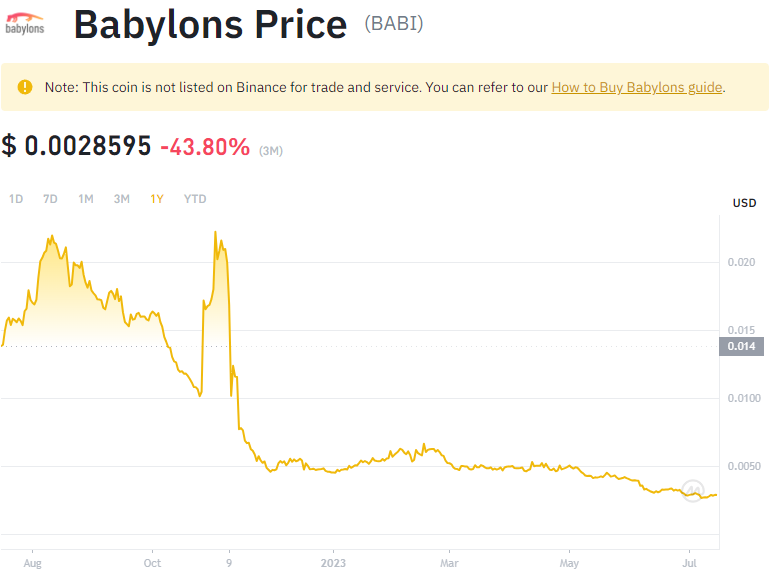 babylons
Babylons Price (BABI)
Note: This coin is not listed on Binance for trade and service. You can refer to our How to Buy Babylons guide.
$ 0.0028595 -43.80% (3M)
1D 7D 1M 3M 1Y YTD
USD
0.020
0.015
0.014
0.0100
0.0050
Aug Oct 9 2023 Mar May Jul